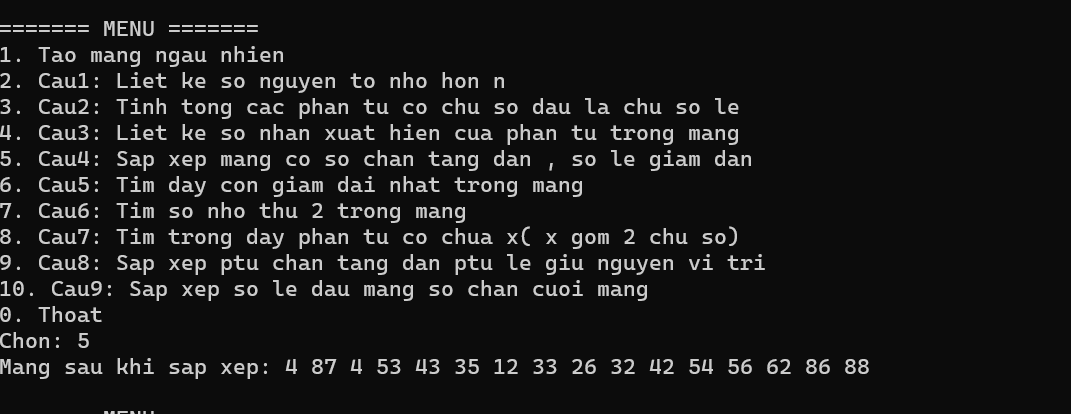 ======= MENU =======
1. Tao mang ngau nhien
2. Cau1: Liet ke so nguyen to nho hon n
3. Cau2: Tinh tong cac phan tu co chu so dau la chu so le
4. Cau3: Liet ke so nhan xuat hien cua phan tu trong mang
5. Cau4: Sap xep mang co so chan tang dan , so le giam dan
6. Cau5: Tim day con giam dai nhat trong mang
7. Cau6: Tim so nho thu 2 trong mang
8. Cau7: Tim trong day phan tu co chua x( x gom 2 chu so)
9. Cau8: Sap xep ptu chan tang dan ptu le giu nguyen vi tri
10. Cau9: Sap xep so le dau mang so chan cuoi mang
0. Thoat
Chon: 5
Mang sau khi sap xep: 4 87 4 53 43 35 12 33 26 32 42 54 56 62 86 88
MENU